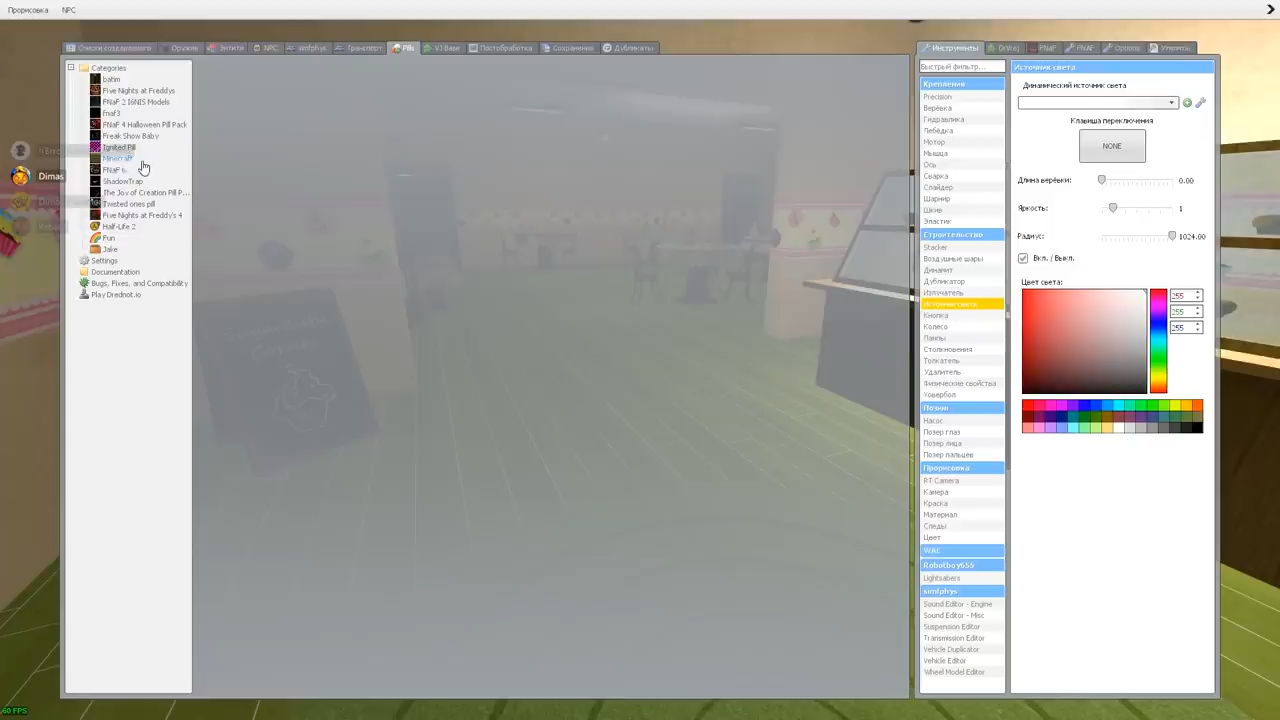 Прорисовка
NPC
Оружие
Энтити
NPC
simfphys
Транспорт
Pills
VJ Base
Постобработка
Сохранения
Дубликаты
Categories
batim
Five Nights at Freddys
FNaF 2 IGNIS Models
fnaf3
FNaF 4 Halloween Pill Pack
Freak Show Baby
Ignited Pill
Minecraft
FNaF
ShadowTrap
The Joy of Creation Pill P...
Twisted ones pill
Five Nights at Freddy's 4
Half-Life 2
Fun
Jake
Settings
Documentation
Bugs, Fixes, and Compatibility
Play Drednot.io
Dimas
60 FPS
Инструменты
FNaF
FNAF
Options
Утилиты
Быстрый фильтр...
Крепления
Precision
Верёвка
Гидравлика
Лебёдка
Мотор
Мышца
Ось
Сварка
Слайдер
Шарнир
Шкив
Эластик
Строительство
Stacker
Воздушные шары
Динамит
Дубликатор
Излучатель
Источник света
Кнопка
Колесо
Лампы
Столкновения
Толкатель
Удалитель
Физические свойства
Ховербол
Позинг
Насос
Позер глаз
Позер лица
Позер пальцев
Прорисовка
RT Camera
Камера
Краска
Материал
Следы
Цвет
WAC
Robotboy655
Lightsabers
simfphys
Sound Editor - Engine
Sound Editor - Misc
Suspension Editor
Transmission Editor
Vehicle Duplicator
Vehicle Editor
Wheel Model Editor
Источник света
Динамический источник света
Клавиша переключения
NONE
Длина верёвки:
0.00
Яркость:
1
Радиус:
1024.00
Вкл. / Выкл.
Цвет света:
255
255
255